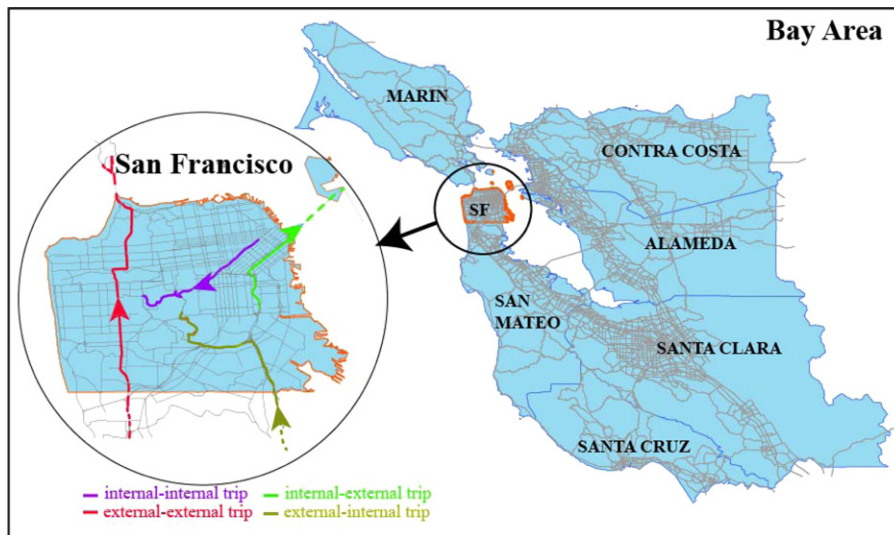 Bay Area
MARIN
CONTRA COSTA
San Francisco
SF
ALAMEDA
SAN
MATEO
SANTA CLARA
SANTA CRUZ
internal-internal trip
internal-external trip
external-external trip
external-internal trip